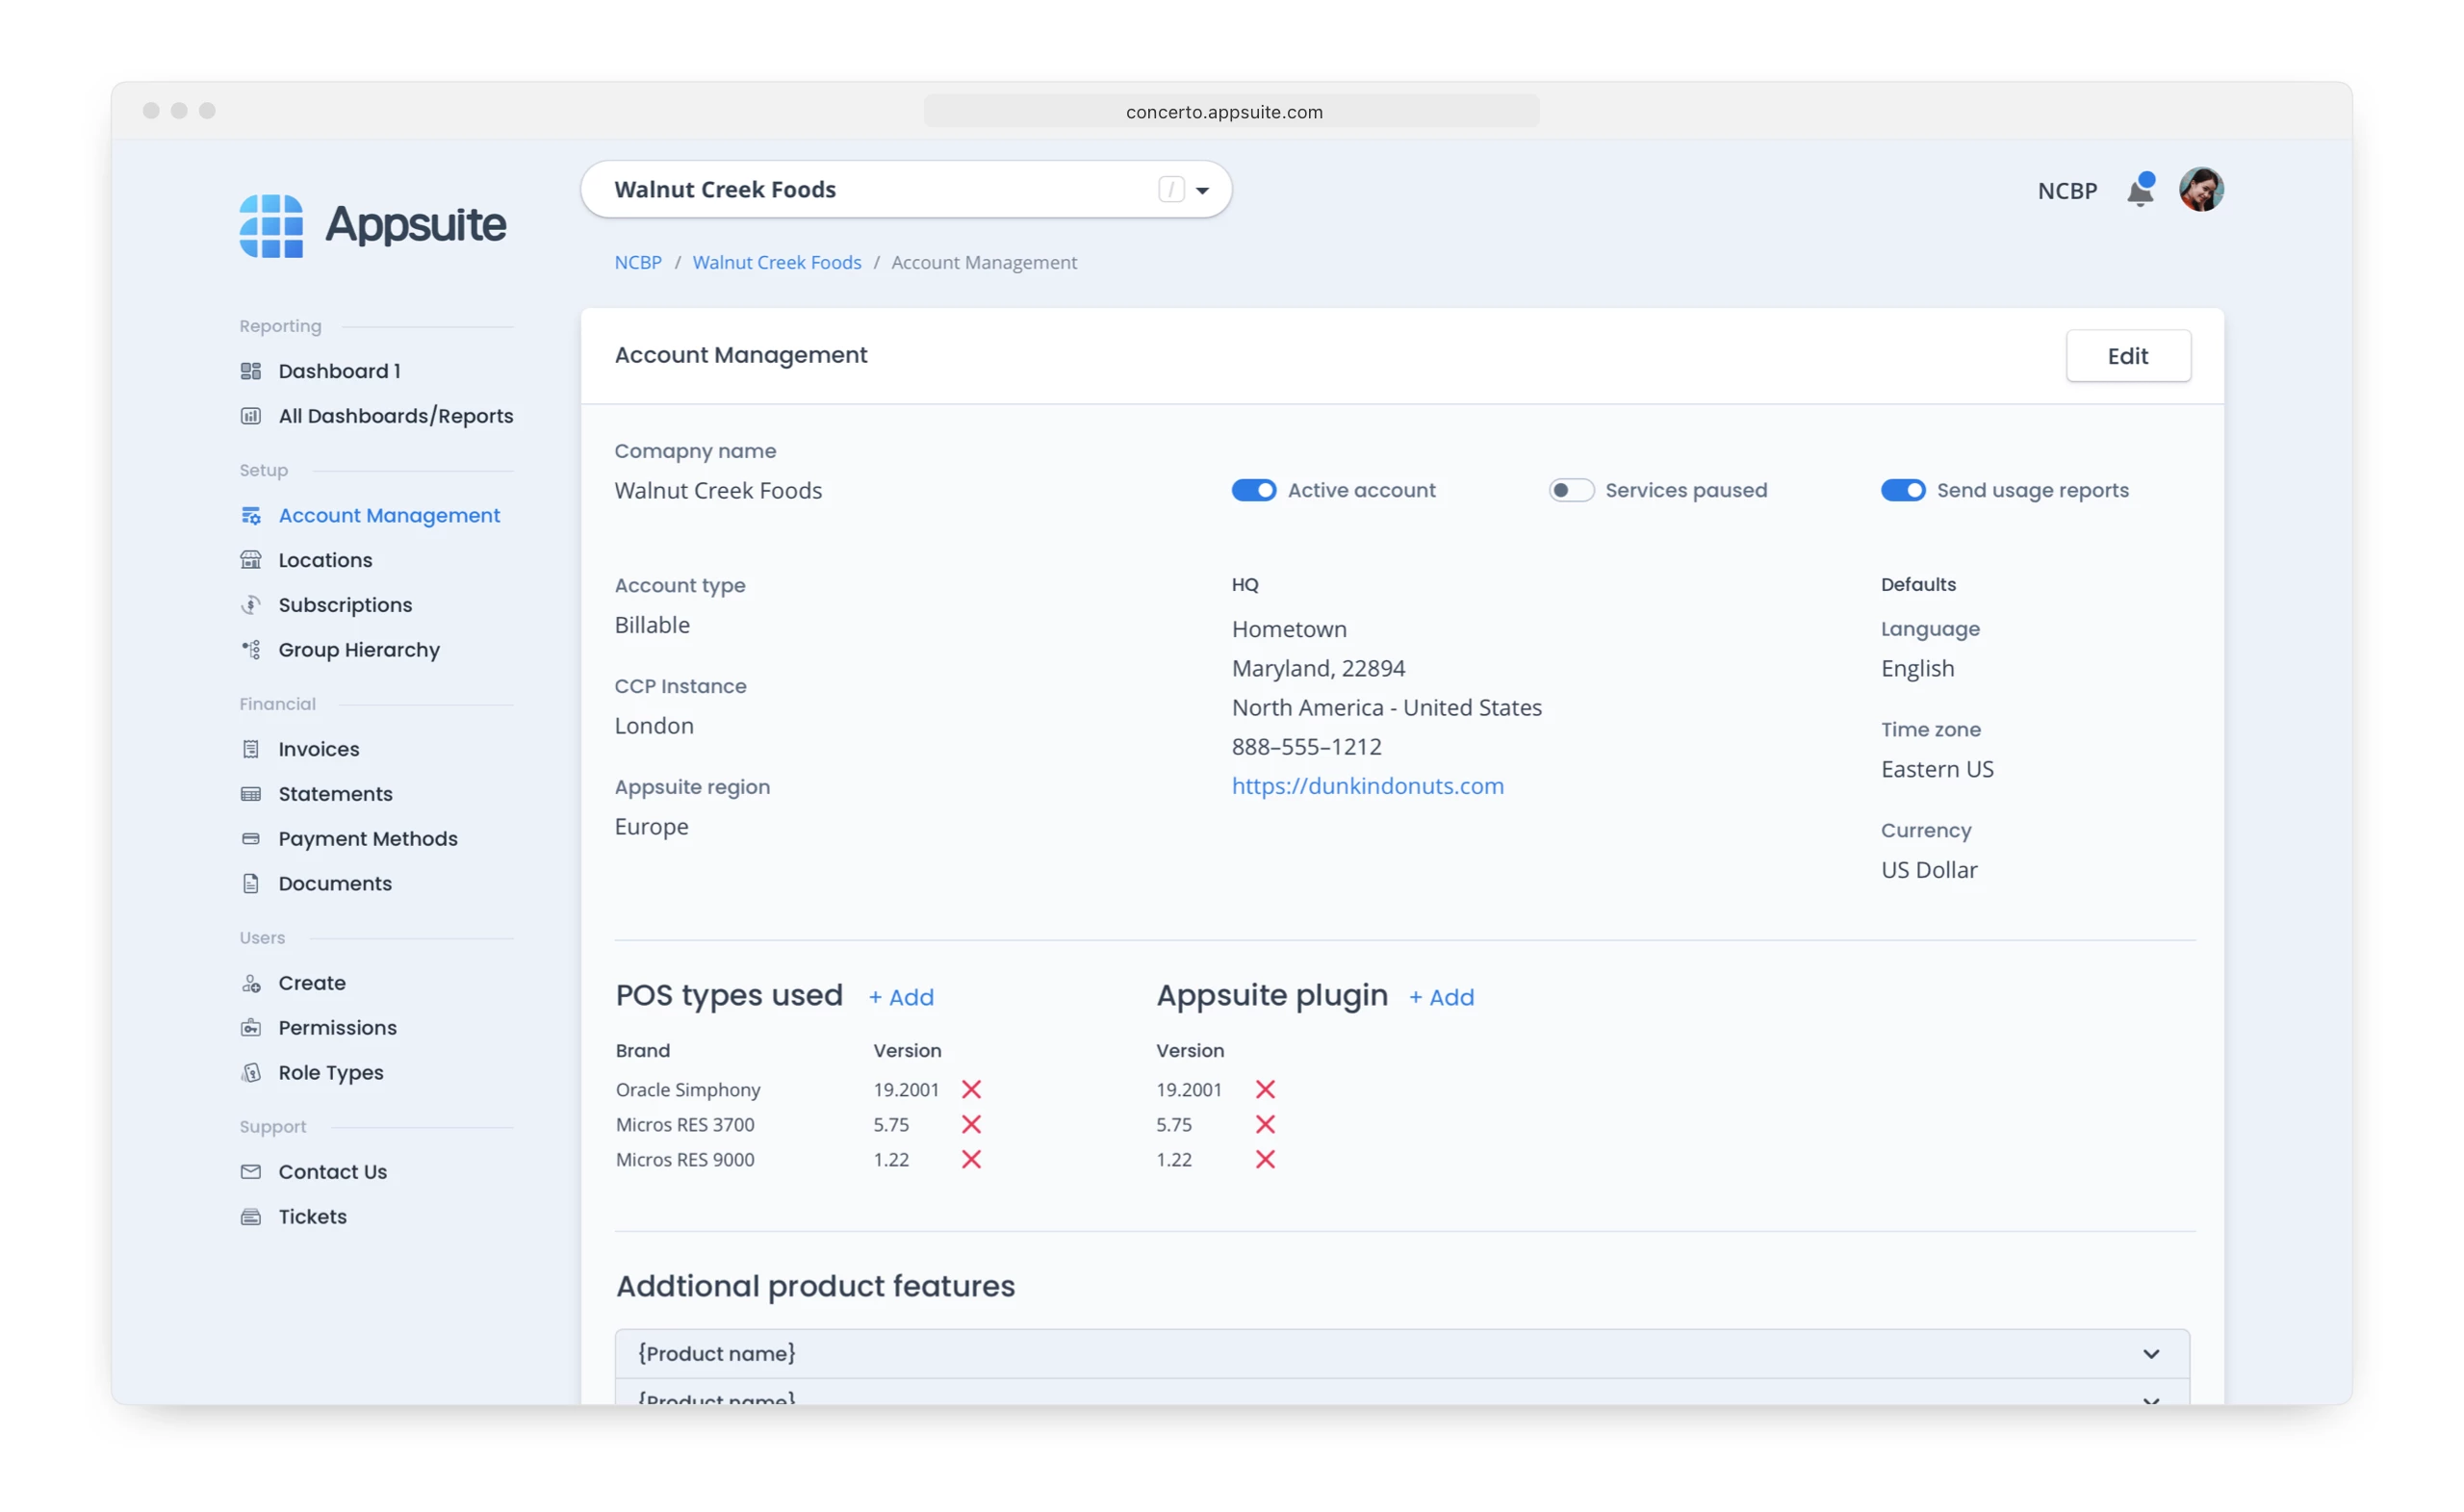 concerto.appsuite.com
Appsuite
Walnut Creek Foods /
NCBP
NCBP / Walnut Creek Foods / Account Management
Reporting
Dashboard 1
All Dashboards/Reports
Setup
Account Management
Locations
Subscriptions
Group Hierarchy
Financial
Invoices
Statements
Payment Methods
Documents
Users
Create
Permissions
Role Types
Support
Contact Us
Tickets
Account Management
Edit
Comapny name
Walnut Creek Foods
Active account
Services paused
Send usage reports
Account type
Billable
CCP Instance
London
Appsuite region
Europe
HQ
Hometown
Maryland, 22894
North America - United States
888–555–1212
https://dunkindonuts.com
Defaults
Language
English
Time zone
Eastern US
Currency
US Dollar
POS types used + Add
Brand Version
Oracle Simphony 19.2001
Micros RES 3700 5.75
Micros RES 9000 1.22
Appsuite plugin + Add
Version
19.2001
5.75
1.22
Addtional product features
{Product name}
{Product name}